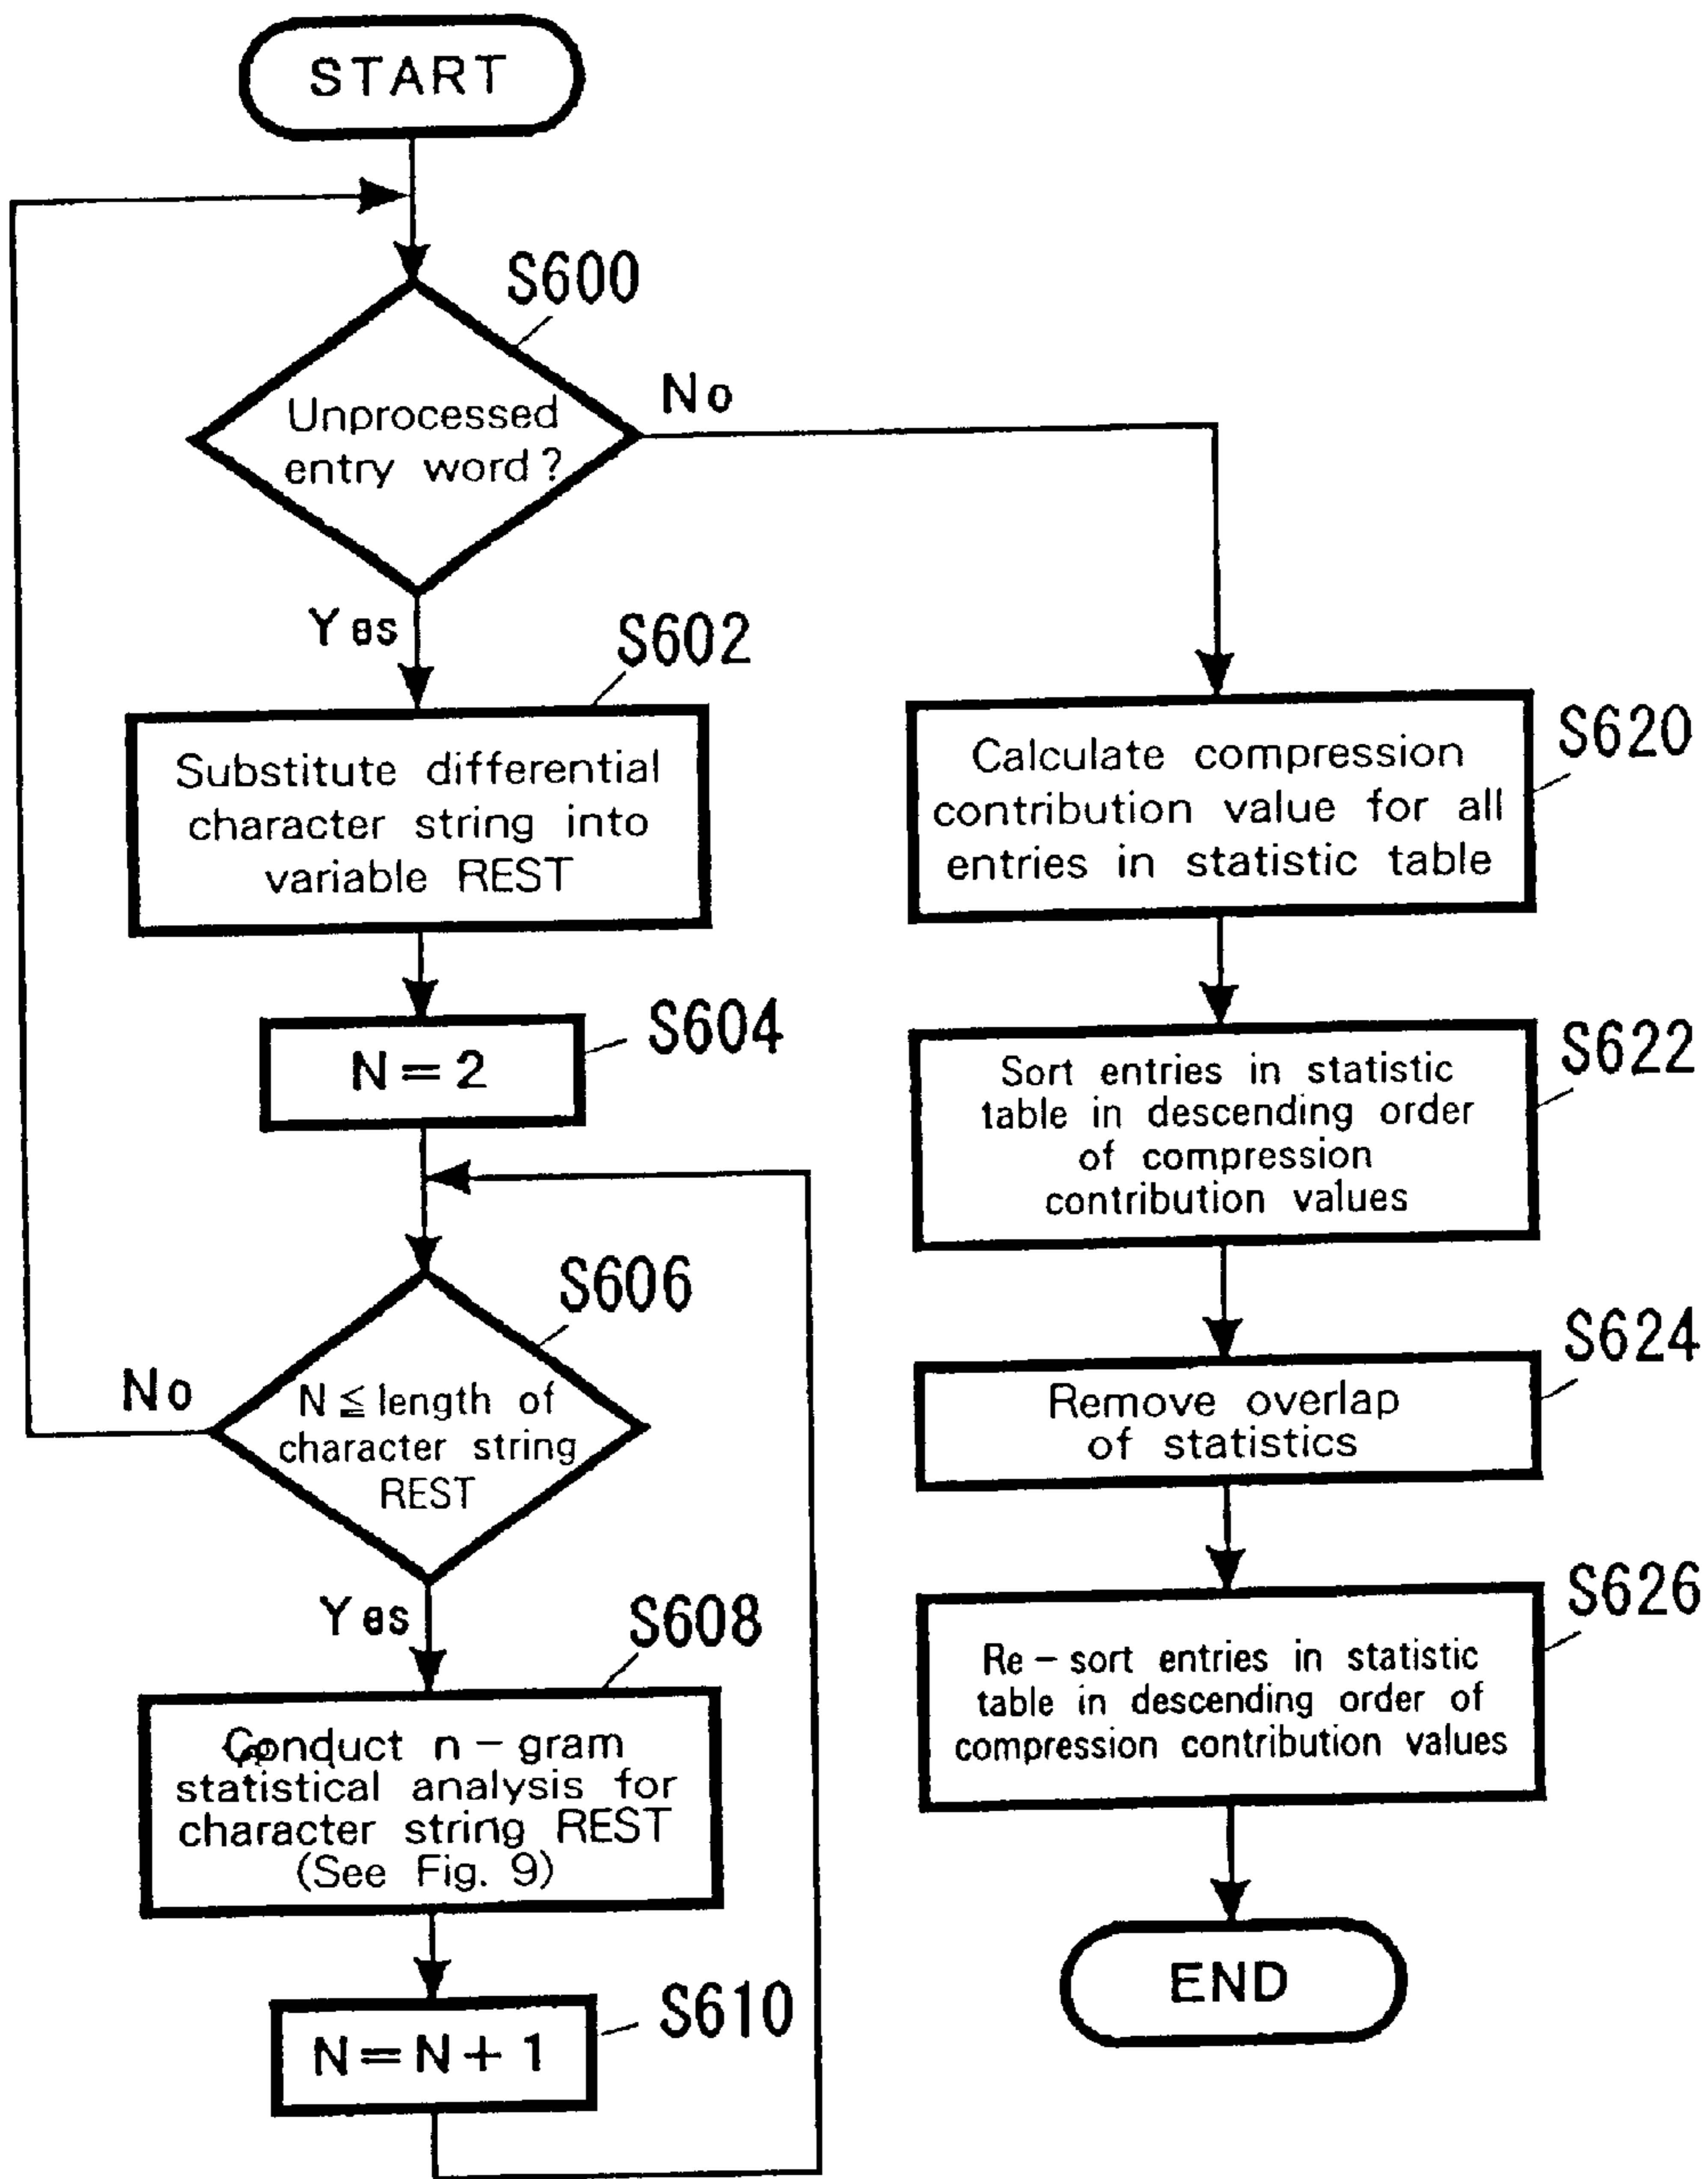 START
S600
Unprocessed
entry word?
No
Yes
S602
Substitute differential
character string into
variable REST
S604
N=2
S606
N≦length of
character string
REST
No
Yes
S608
Conduct n-gram
statistical analysis for
character string REST
(See Fig. 9)
S610
N=N+1
S620
Calculate compression
contribution value for all
entries in statistic table
S622
Sort entries in statistic
table in descending order
of compression
contribution values
S624
Remove overlap
of statistics
S626
Re-sort entries in statistic
table in descending order of
compression contribution values
END